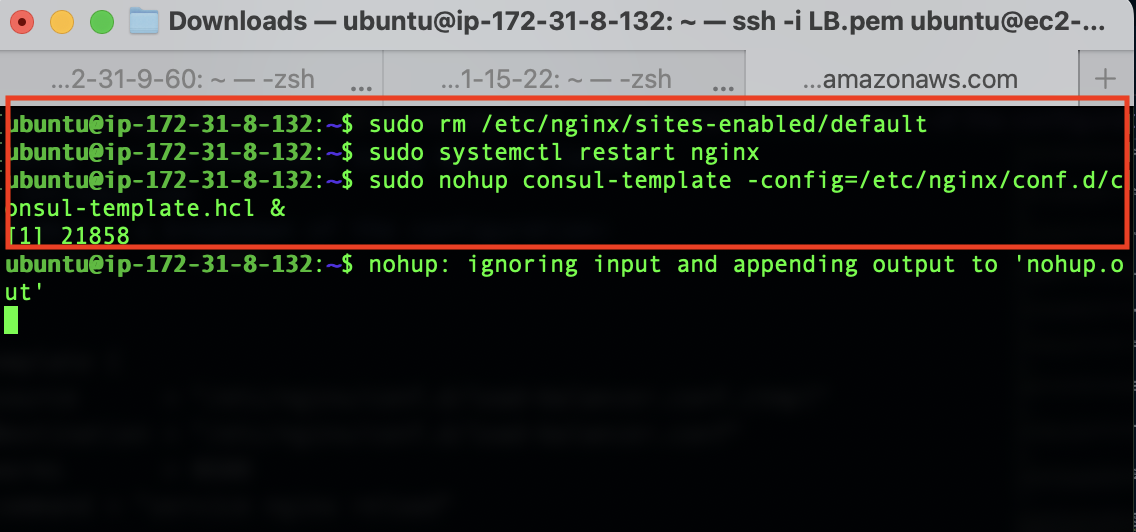 Downloads — ubuntu@ip-172-31-8-132: ~ — ssh -i LB.pem ubuntu@ec2-...
...2-31-9-60: ~ — -zsh ... ...1-15-22: ~ — -zsh ... ...amazonaws.com +
ubuntu@ip-172-31-8-132:~$ sudo rm /etc/nginx/sites-enabled/default
ubuntu@ip-172-31-8-132:~$ sudo systemctl restart nginx
ubuntu@ip-172-31-8-132:~$ sudo nohup consul-template -config=/etc/nginx/conf.d/c
onsul-template.hcl &
[1] 21858
ubuntu@ip-172-31-8-132:~$ nohup: ignoring input and appending output to 'nohup.o
ut'